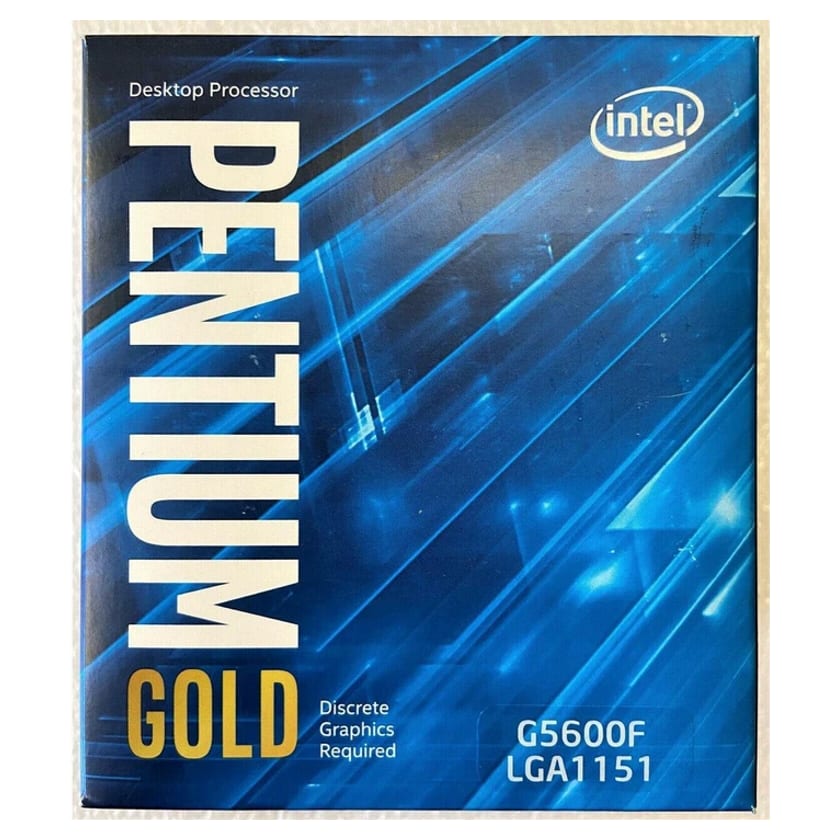 Desktop Processor
intel
PENTIUM
GOLD
Discrete
Graphics
Required
G5600F
LGA1151